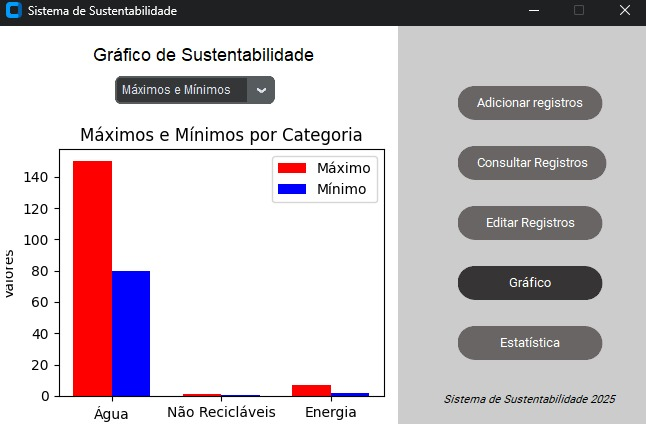 Sistema de Sustentabilidade
Gráfico de Sustentabilidade
Máximos e Mínimos
Máximos e Mínimos por Categoria
Máximo
Mínimo
valores
140
120
100
80
60
40
20
0
Água
Não Recicláveis
Energia
Adicionar registros
Consultar Registros
Editar Registros
Gráfico
Estatística
Sistema de Sustentabilidade 2025